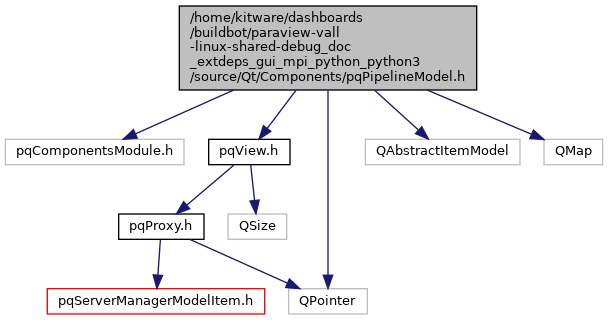 /home/kitware/dashboards
/buildbot/paraview-vall
-linux-shared-debug_doc
_extdeps_gui_mpi_python_python3
/source/Qt/Components/pqPipelineModel.h
pqComponentsModule.h
pqView.h
QAbstractItemModel
QMap
pqProxy.h
QSize
pqServerManagerModelItem.h
QPointer